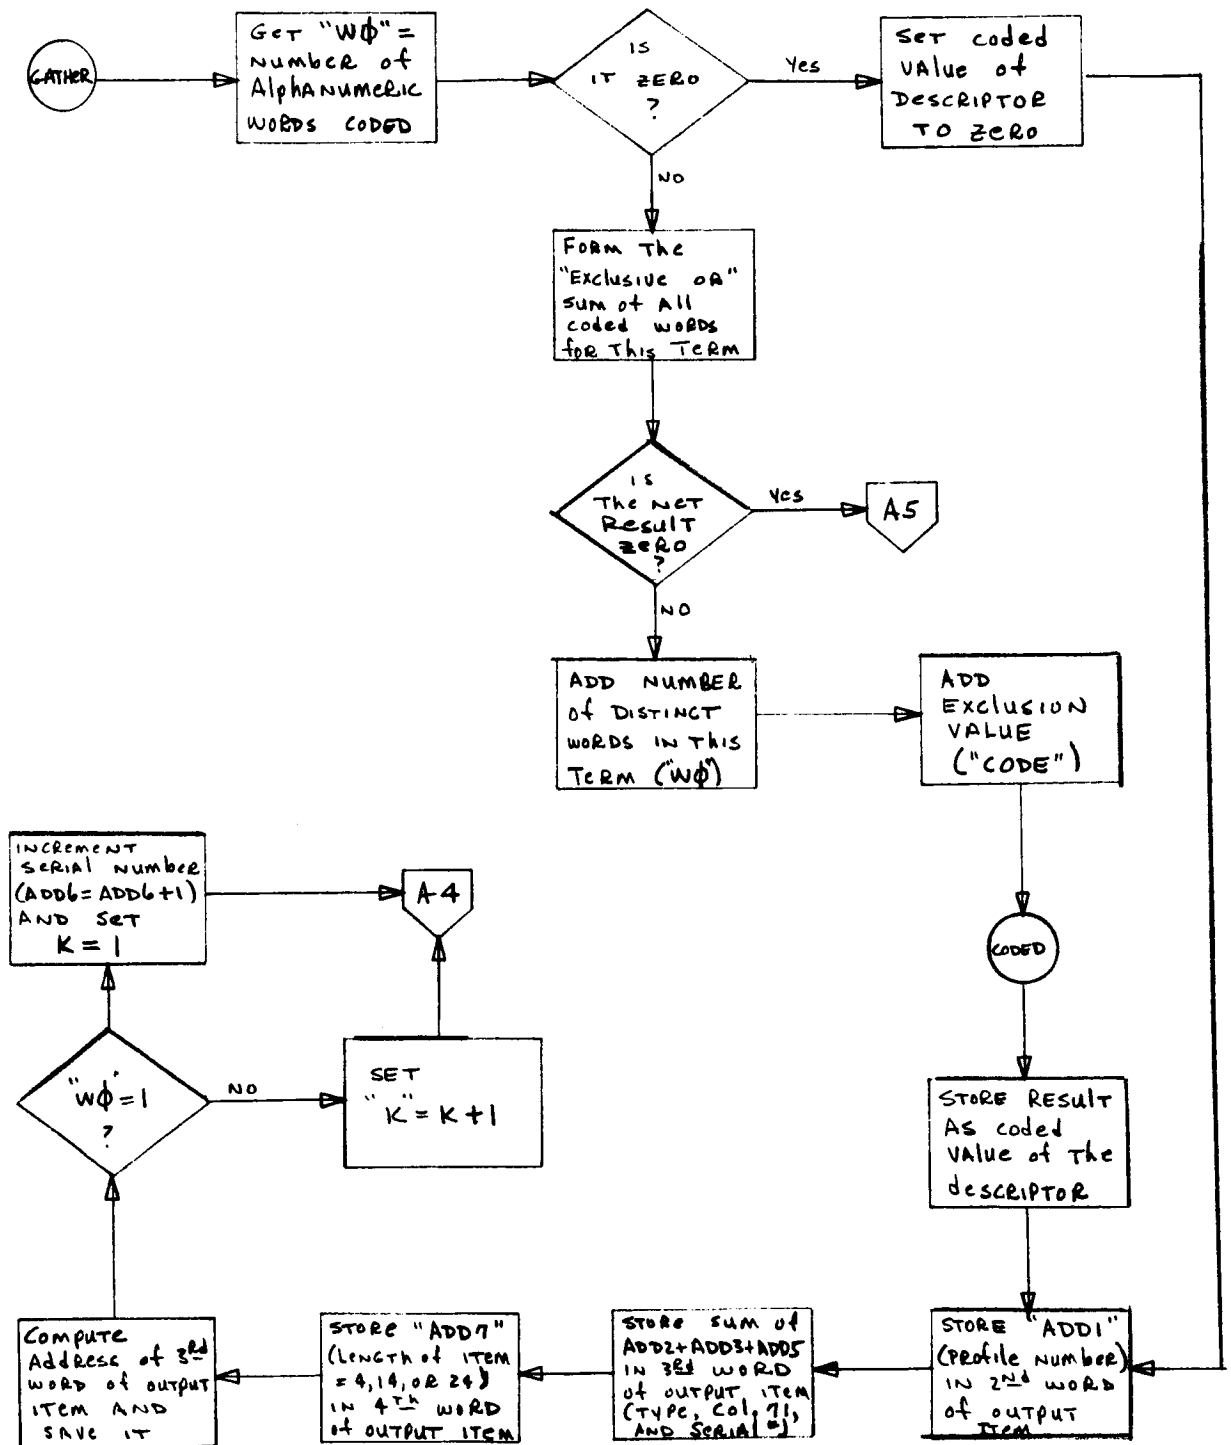 GATHER
GET "WΦ" =
NUMBER of
AlphANUMERIC
WORDS CODED
IS
IT ZERO
?
Yes
SET coded
VALUE of
DESCRIPTOR
TO ZERO
NO
FORM The
"Exclusive OR"
SUM of All
coded WORDS
for This TERM
IS
The NET
Result
ZERO
?
Yes
A5
NO
ADD NUMBER
of DISTINCT
WORDS IN This
TERM ("WΦ")
ADD
EXCLUSION
VALUE
("CODE")
INCREMENT
SERIAL NUMBER
(ADD6=ADD6+1)
AND SET
K = 1
A-4
CODED
"WΦ"=1
?
NO
SET
"K"=K+1
STORE RESULT
AS coded
VALUE of The
descRIPTOR
COMPUTE
Address of 3Rd
WORD of OUTPUT
ITEM AND
SAVE IT
STORE "ADD7"
(LENGTH of ITEM
= 4, 14, OR 24)
IN 4Th WORD
of OUTPUT ITEM
STORE SUM of
ADD2+ADD3+ADD5
IN 3Rd WORD
of OUTPUT ITEM
(TYPE, Col, 71,
AND SERIAL #)
STORE "ADD1"
(PROFILE NUMBER)
IN 2Nd WORD
of OUTPUT
ITEM